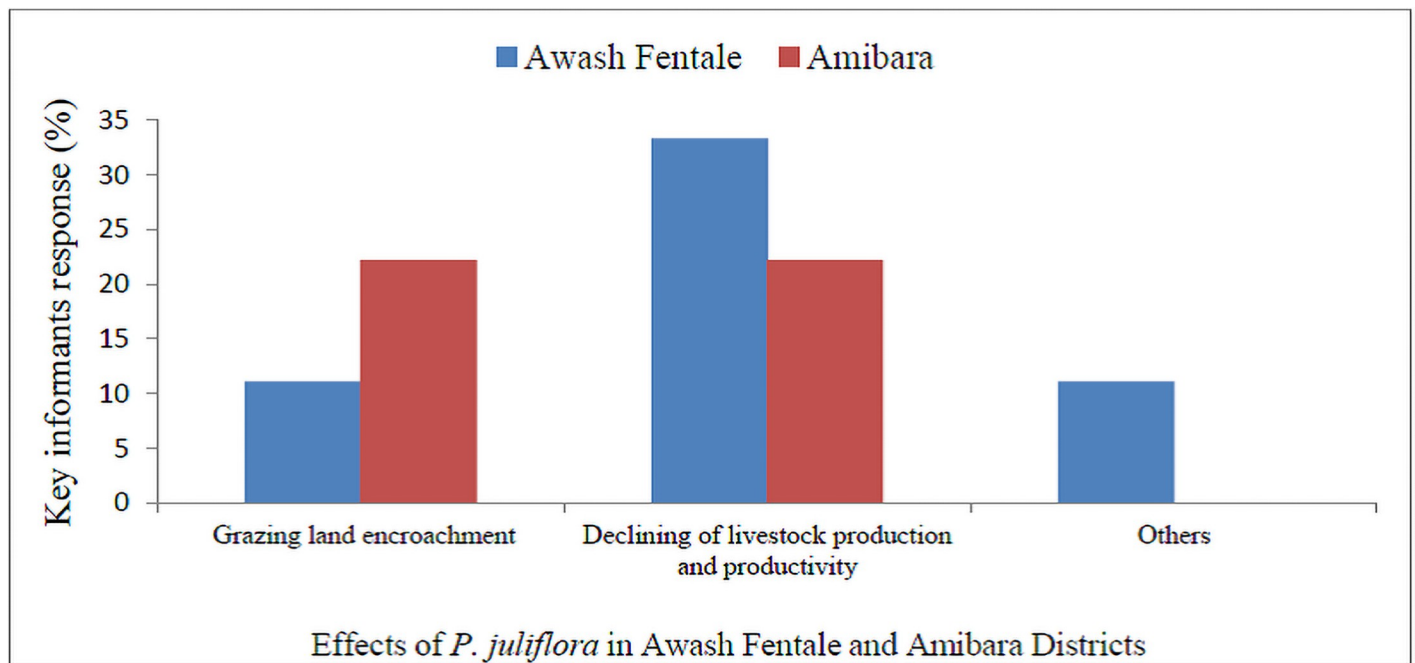 Awash Fentale Amibara
Key informants response (%)
35
30
25
20
15
10
5
0
Grazing land encroachment
Declining of livestock production
and productivity
Others
Effects of P. juliflora in Awash Fentale and Amibara Districts